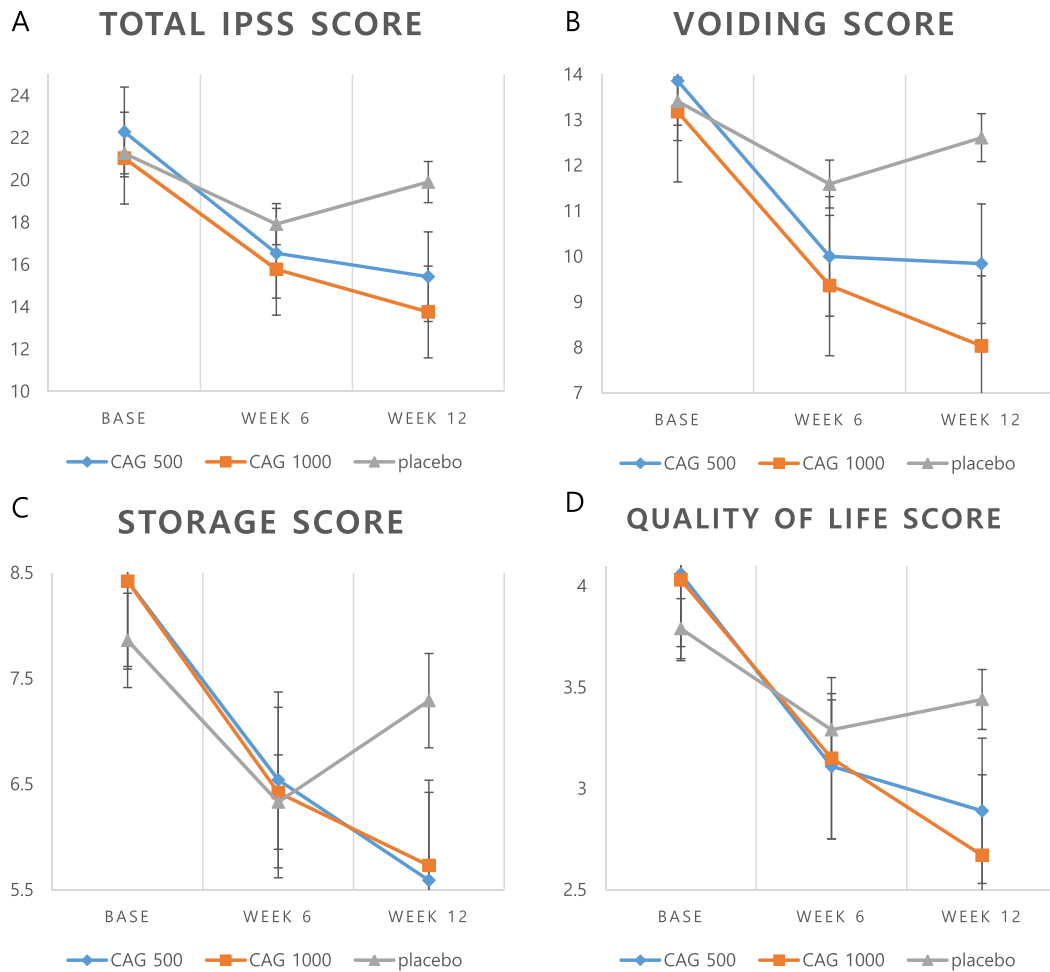 A
TOTAL IPSS SCORE
24
22
20
18
16
14
12
10
BASE WEEK 6 WEEK 12
CAG 500 CAG 1000 placebo
B
VOIDING SCORE
14
13
12
11
10
9
8
7
BASE WEEK 6 WEEK 12
CAG 500 CAG 1000 placebo
C
STORAGE SCORE
8.5
7.5
6.5
5.5
BASE WEEK 6 WEEK 12
CAG 500 CAG 1000 placebo
D
QUALITY OF LIFE SCORE
4
3.5
3
2.5
BASE WEEK 6 WEEK 12
CAG 500 CAG 1000 placebo